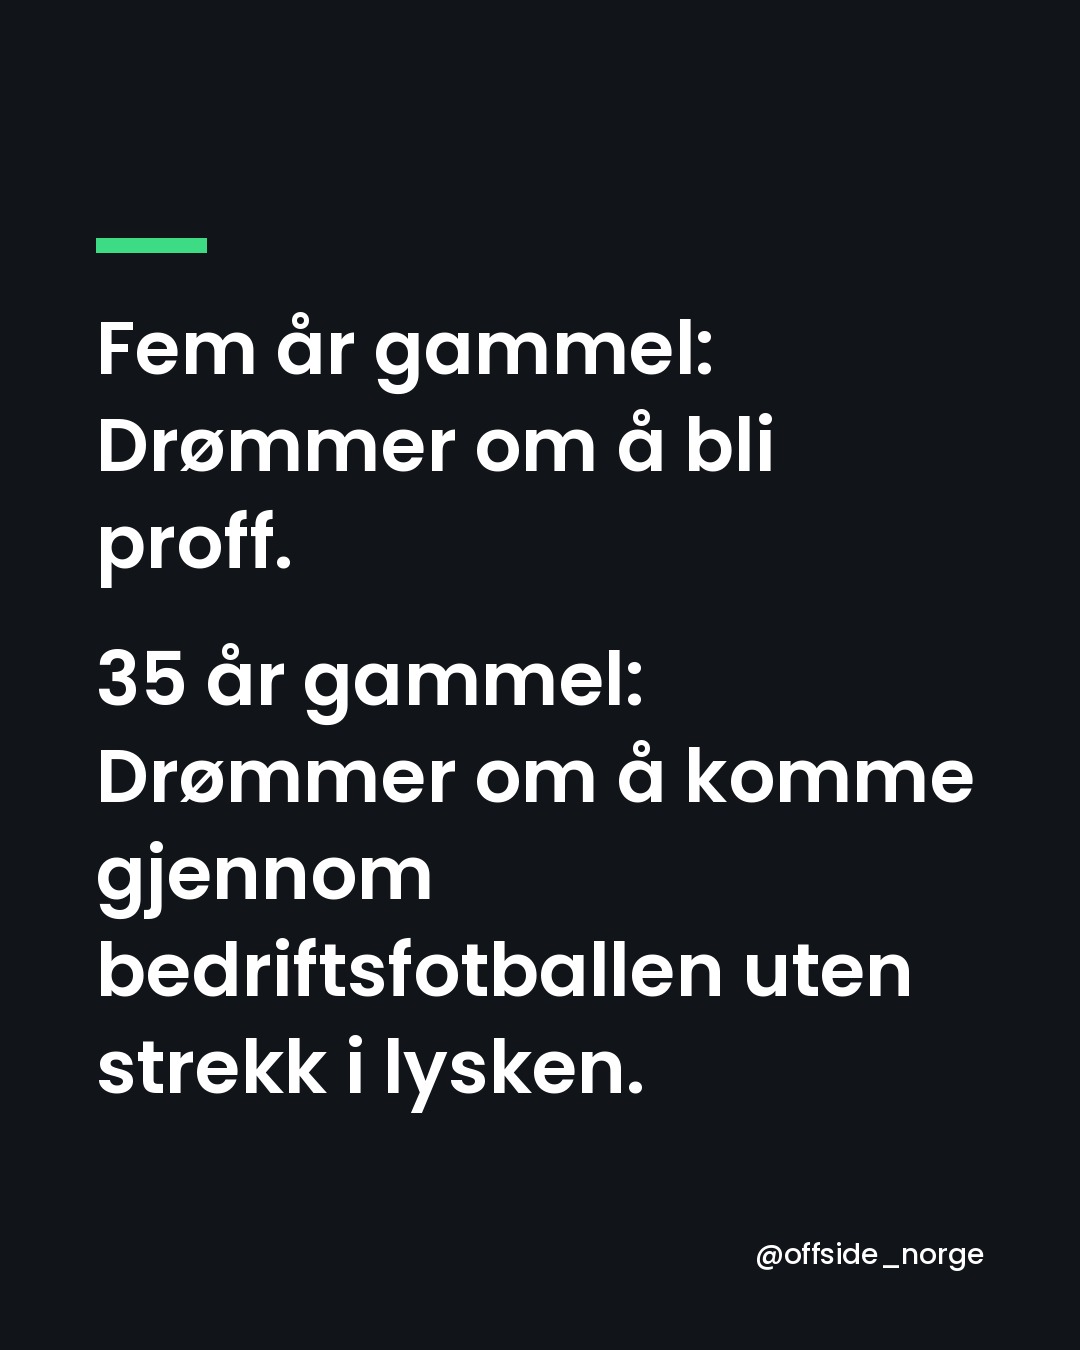 Fem år gammel:
Drømmer om å bli
proff.
35 år gammel:
Drømmer om å komme
gjennom
bedriftsfotballen uten
strekk i lysken.
@offside_norge